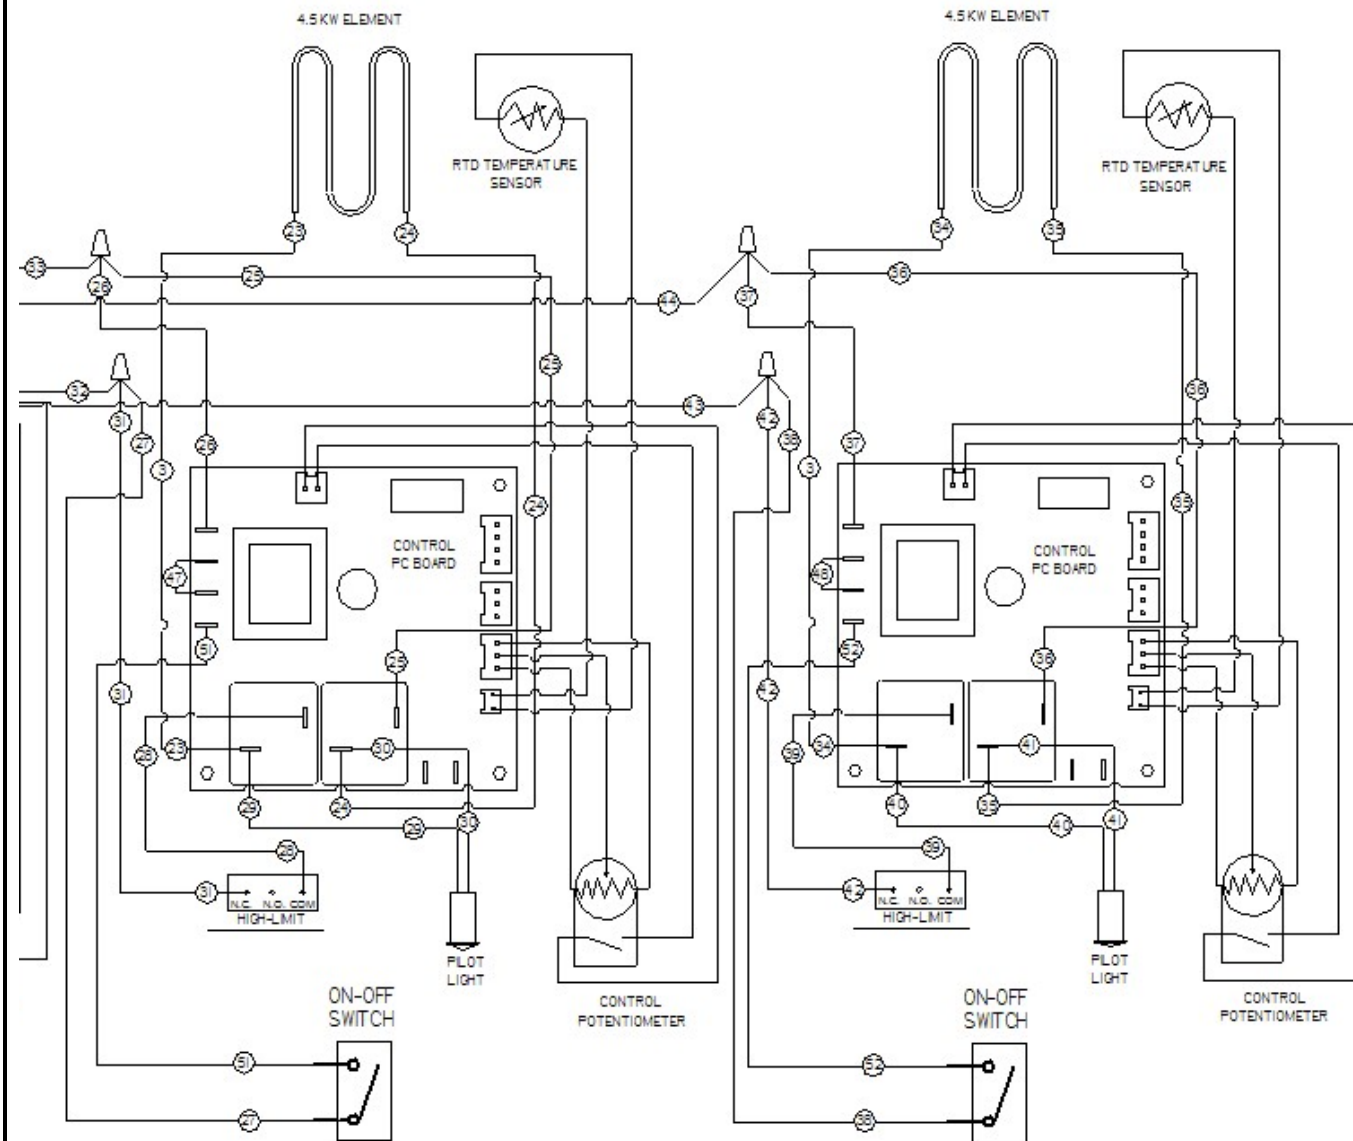 4.5 KW ELEMENT
4.5 KW ELEMENT
RTD TEMPERATURE
SENSOR
RTD TEMPERATURE
SENSOR
23
24
34
35
33
26
25
44
37
36
25
32
31
27
43
42
38
36
26
3
24
37
3
35
CONTROL
PC BOARD
CONTROL
PC BOARD
47
48
51
25
52
36
31
28
23
30
42
39
34
41
29
24
29
30
40
35
40
41
28
31
39
42
N.C. N.O. COM
HIGH-LIMIT
N.C. N.O. COM
HIGH-LIMIT
PILOT
LIGHT
PILOT
LIGHT
ON-OFF
SWITCH
CONTROL
POTENTIOMETER
ON-OFF
SWITCH
CONTROL
POTENTIOMETER
51
27
52
38